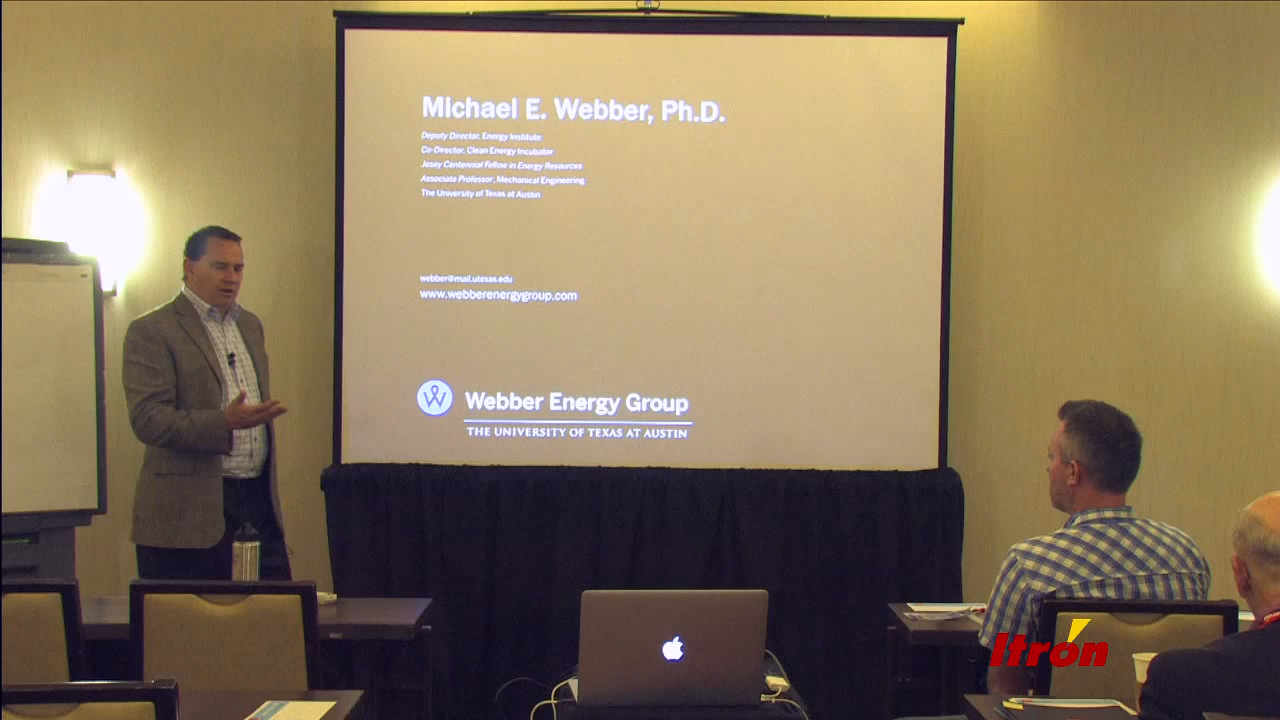 Michael E. Webber, Ph.D.
Deputy Director, Energy Institute
Co-Director, Clean Energy Incubator
Josey Centennial Fellow in Energy Resources
Associate Professor, Mechanical Engineering
The University of Texas at Austin
webber@mail.utexas.edu
www.webberenergygroup.com
W Webber Energy Group
THE UNIVERSITY OF TEXAS AT AUSTIN
Itrón